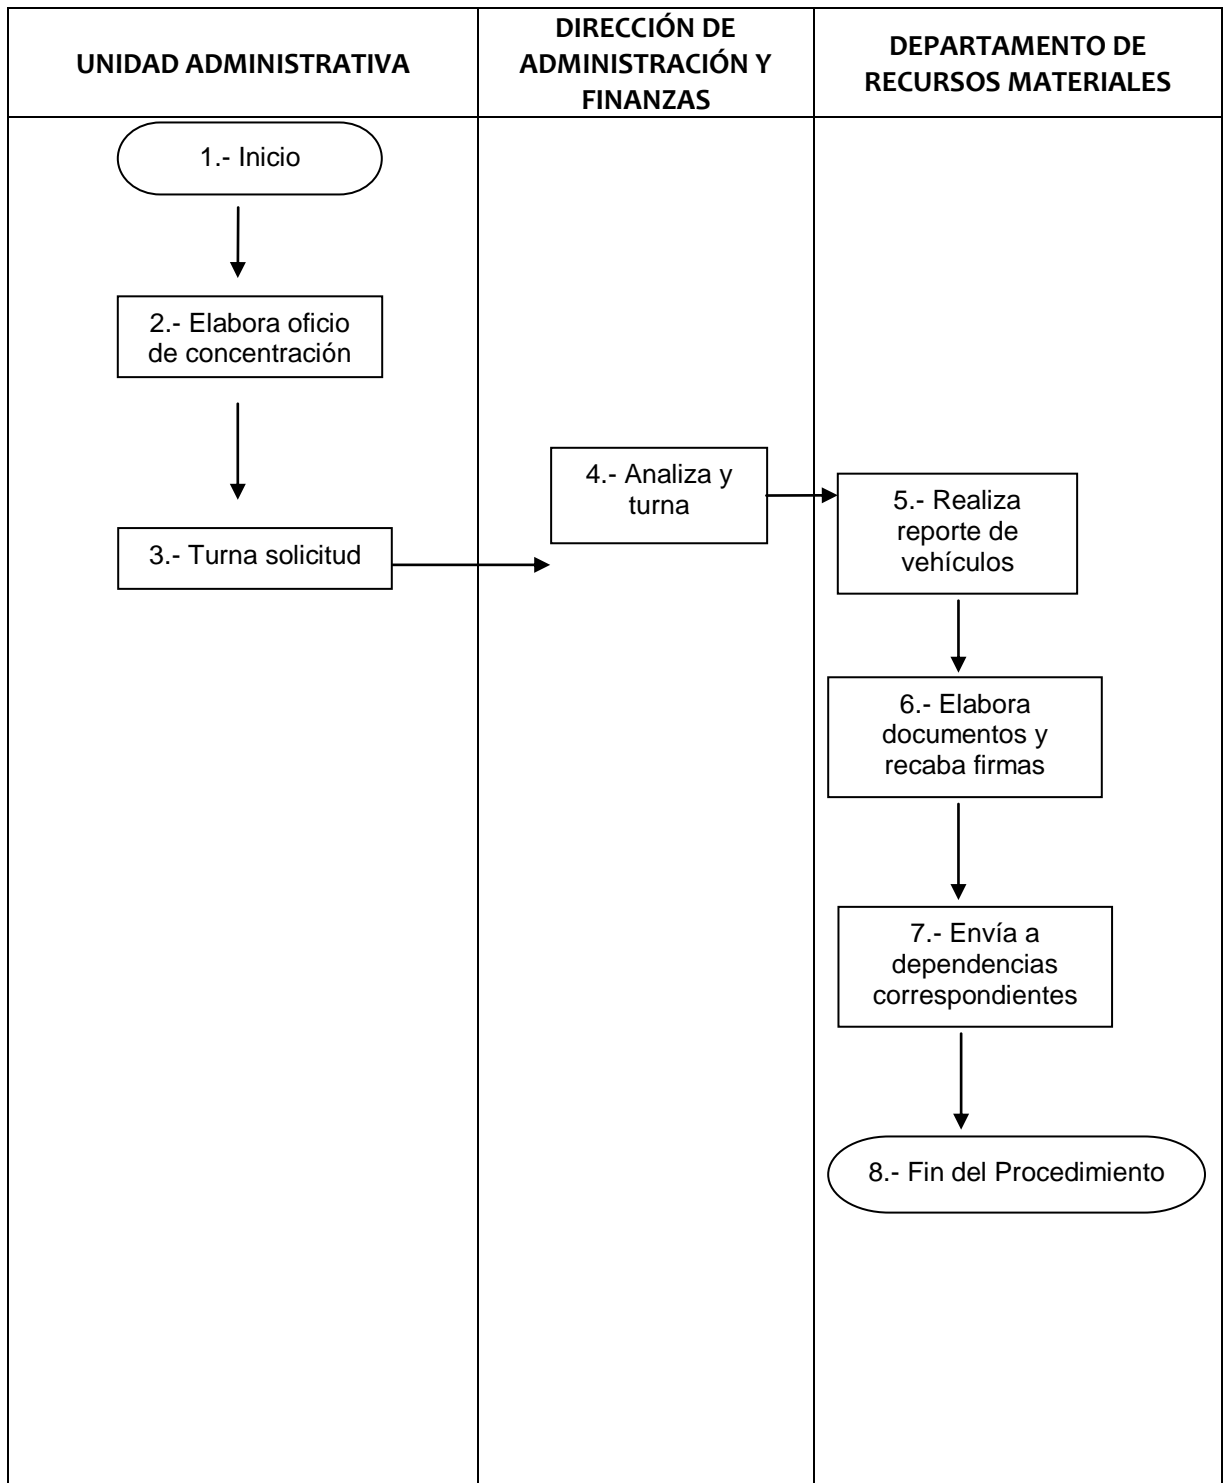 UNIDAD ADMINISTRATIVA
DIRECCIÓN DE
ADMINISTRACIÓN Y
FINANZAS
DEPARTAMENTO DE
RECURSOS MATERIALES
1.- Inicio
2.- Elabora oficio
de concentración
3.- Turna solicitud
4.- Analiza y
turna
5.- Realiza
reporte de
vehículos
6.- Elabora
documentos y
recaba firmas
7.- Envía a
dependencias
correspondientes
8.- Fin del Procedimiento